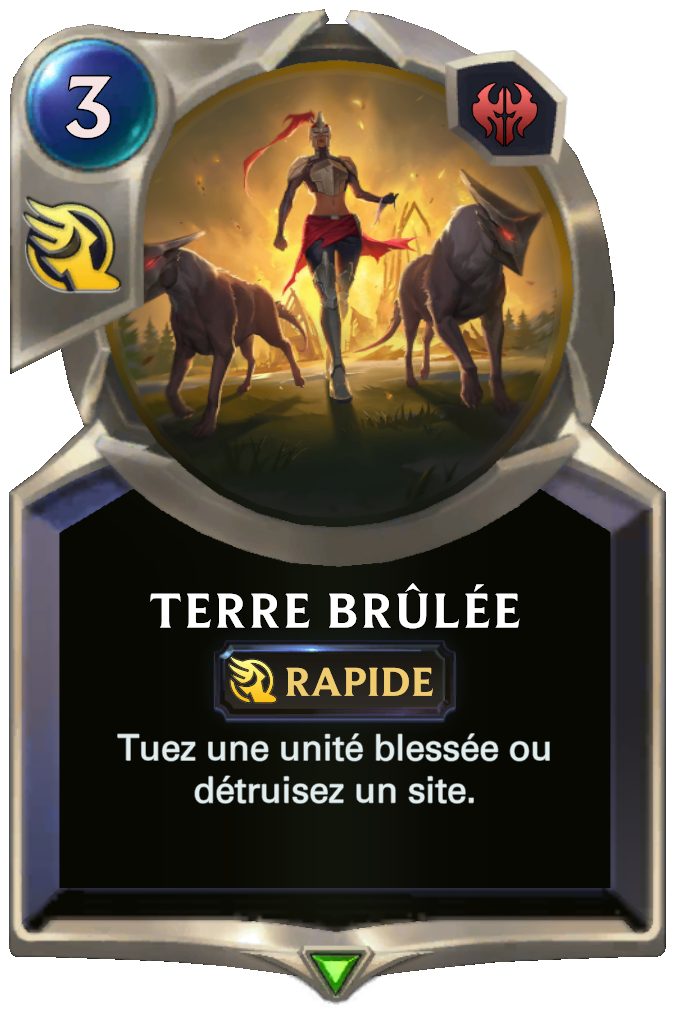 3
TERRE BRÛLÉE
RAPIDE
Tuez une unité blessée ou
détruisez un site.